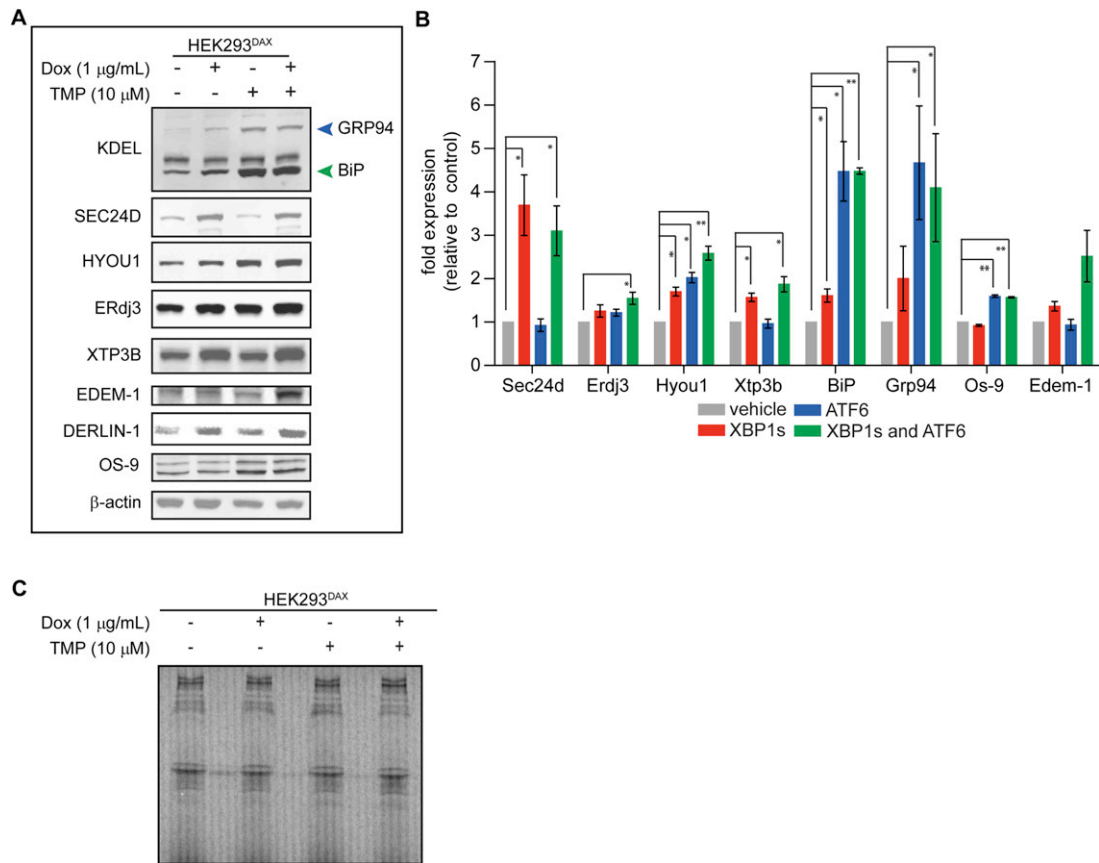 A
HEK293DAX
Dox (1 μg/mL) - + - +
TMP (10 μM) - - + +
KDEL
GRP94
BiP
SEC24D
HYOU1
ERdj3
XTP3B
EDEM-1
DERLIN-1
OS-9
β-actin
B
fold expression
(relative to control)
7
6
5
4
3
2
1
0
* * * * * * ** * * * * ** * * ** **
Sec24d Erdj3 Hyou1 Xtp3b BiP Grp94 Os-9 Edem-1
vehicle ATF6
XBP1s XBP1s and ATF6
C
HEK293DAX
Dox (1 μg/mL) - + - +
TMP (10 μM) - - + +